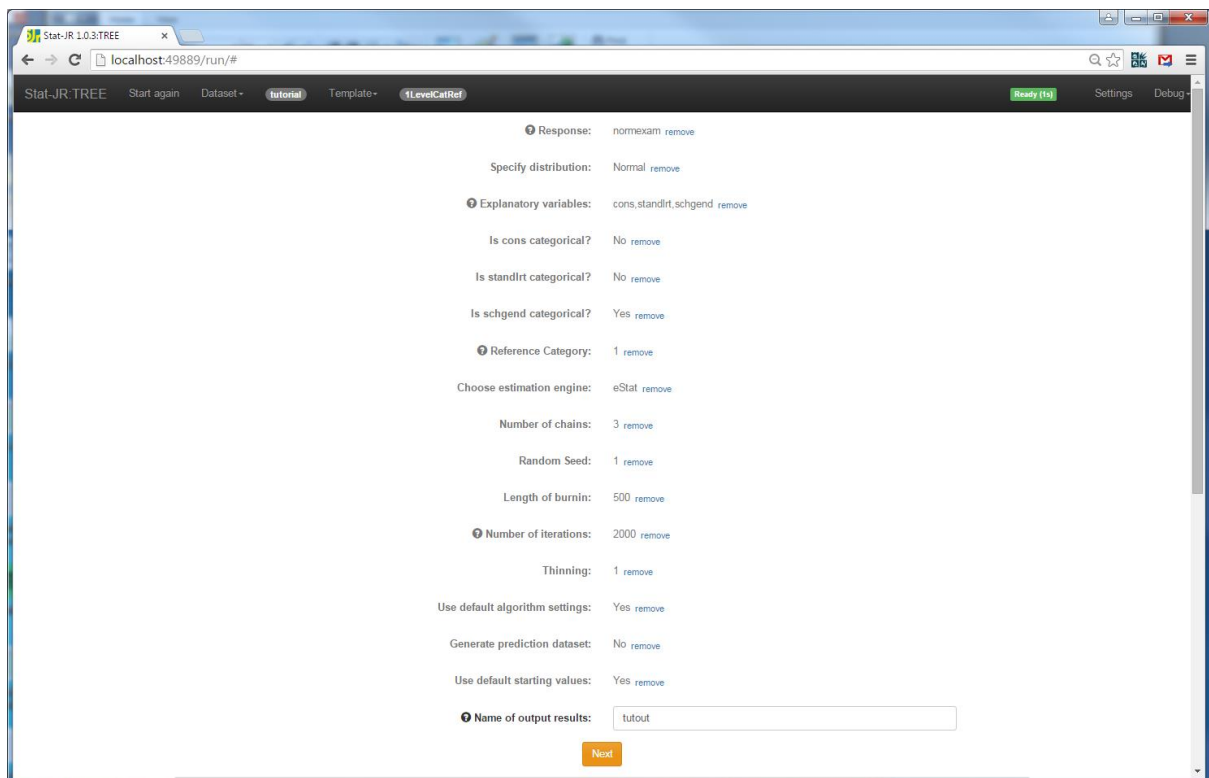 Stat-JR 1.0.3:TREE
localhost:49889/run/#
Stat-JR:TREE Start again Dataset tutorial Template 1LevelCatRef Ready (1s) Settings Debug
Response: normexam remove
Specify distribution: Normal remove
Explanatory variables: cons,standlrt,schgend remove
Is cons categorical? No remove
Is standlrt categorical? No remove
Is schgend categorical? Yes remove
Reference Category: 1 remove
Choose estimation engine: eStat remove
Number of chains: 3 remove
Random Seed: 1 remove
Length of burnin: 500 remove
Number of iterations: 2000 remove
Thinning: 1 remove
Use default algorithm settings: Yes remove
Generate prediction dataset: No remove
Use default starting values: Yes remove
Name of output results: tutout
Next